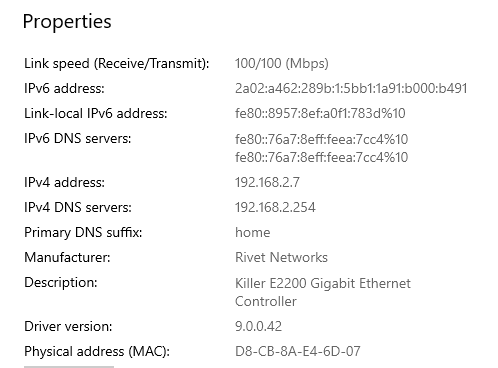 Properties
Link speed (Receive/Transmit): 100/100 (Mbps)
IPv6 address: 2a02:a462:289b:1:5bb1:1a91:b000:b491
Link-local IPv6 address: fe80::8957:8ef:a0f1:783d%10
IPv6 DNS servers: fe80::76a7:8eff:feea:7cc4%10
fe80::76a7:8eff:feea:7cc4%10
IPv4 address: 192.168.2.7
IPv4 DNS servers: 192.168.2.254
Primary DNS suffix: home
Manufacturer: Rivet Networks
Description: Killer E2200 Gigabit Ethernet
Controller
Driver version: 9.0.0.42
Physical address (MAC): D8-CB-8A-E4-6D-07